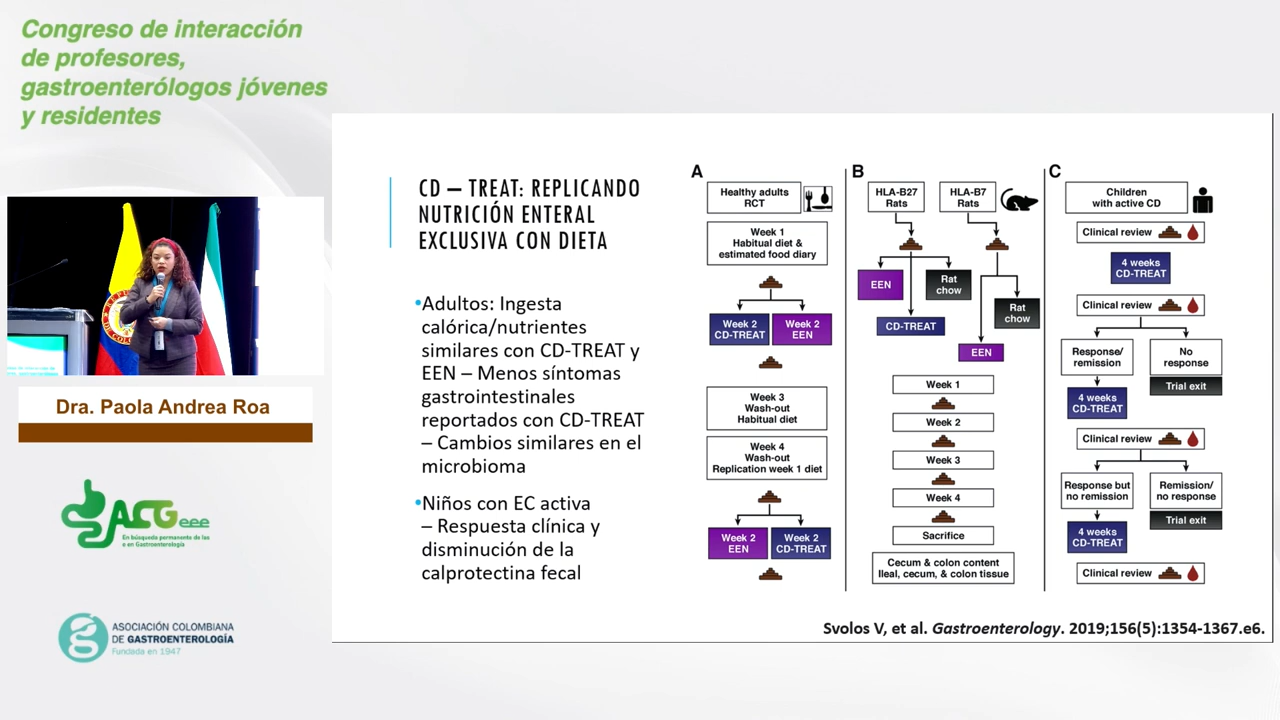 Congreso de interacción
de profesores,
gastroenterólogos jóvenes
y residentes
Dra. Paola Andrea Roa
ACGeee
En búsqueda permanente de las
e en Gastroenterología
ASOCIACIÓN COLOMBIANA
DE GASTROENTEROLOGÍA
Fundada en 1947
CD – TREAT: REPLICANDO
NUTRICIÓN ENTERAL
EXCLUSIVA CON DIETA
•Adultos: Ingesta
calórica/nutrientes
similares con CD-TREAT y
EEN – Menos síntomas
gastrointestinales
reportados con CD-TREAT
– Cambios similares en el
microbioma
•Niños con EC activa
– Respuesta clínica y
disminución de la
calprotectina fecal
A
Healthy adults
RCT
Week 1
Habitual diet &
estimated food diary
Week 2
CD-TREAT
Week 2
EEN
Week 3
Wash-out
Habitual diet
Week 4
Wash-out
Replication week 1 diet
Week 2
EEN
Week 2
CD-TREAT
B
HLA-B27
Rats
HLA-B7
Rats
EEN
Rat
chow
CD-TREAT
Rat
chow
EEN
Week 1
Week 2
Week 3
Week 4
Sacrifice
Cecum & colon content
Ileal, cecum, & colon tissue
C
Children
with active CD
Clinical review
4 weeks
CD-TREAT
Clinical review
Response/
remission
No
response
Trial exit
4 weeks
CD-TREAT
Clinical review
Response but
no remission
Remission/
no response
Trial exit
4 weeks
CD-TREAT
Clinical review
Svolos V, et al. Gastroenterology. 2019;156(5):1354-1367.e6.